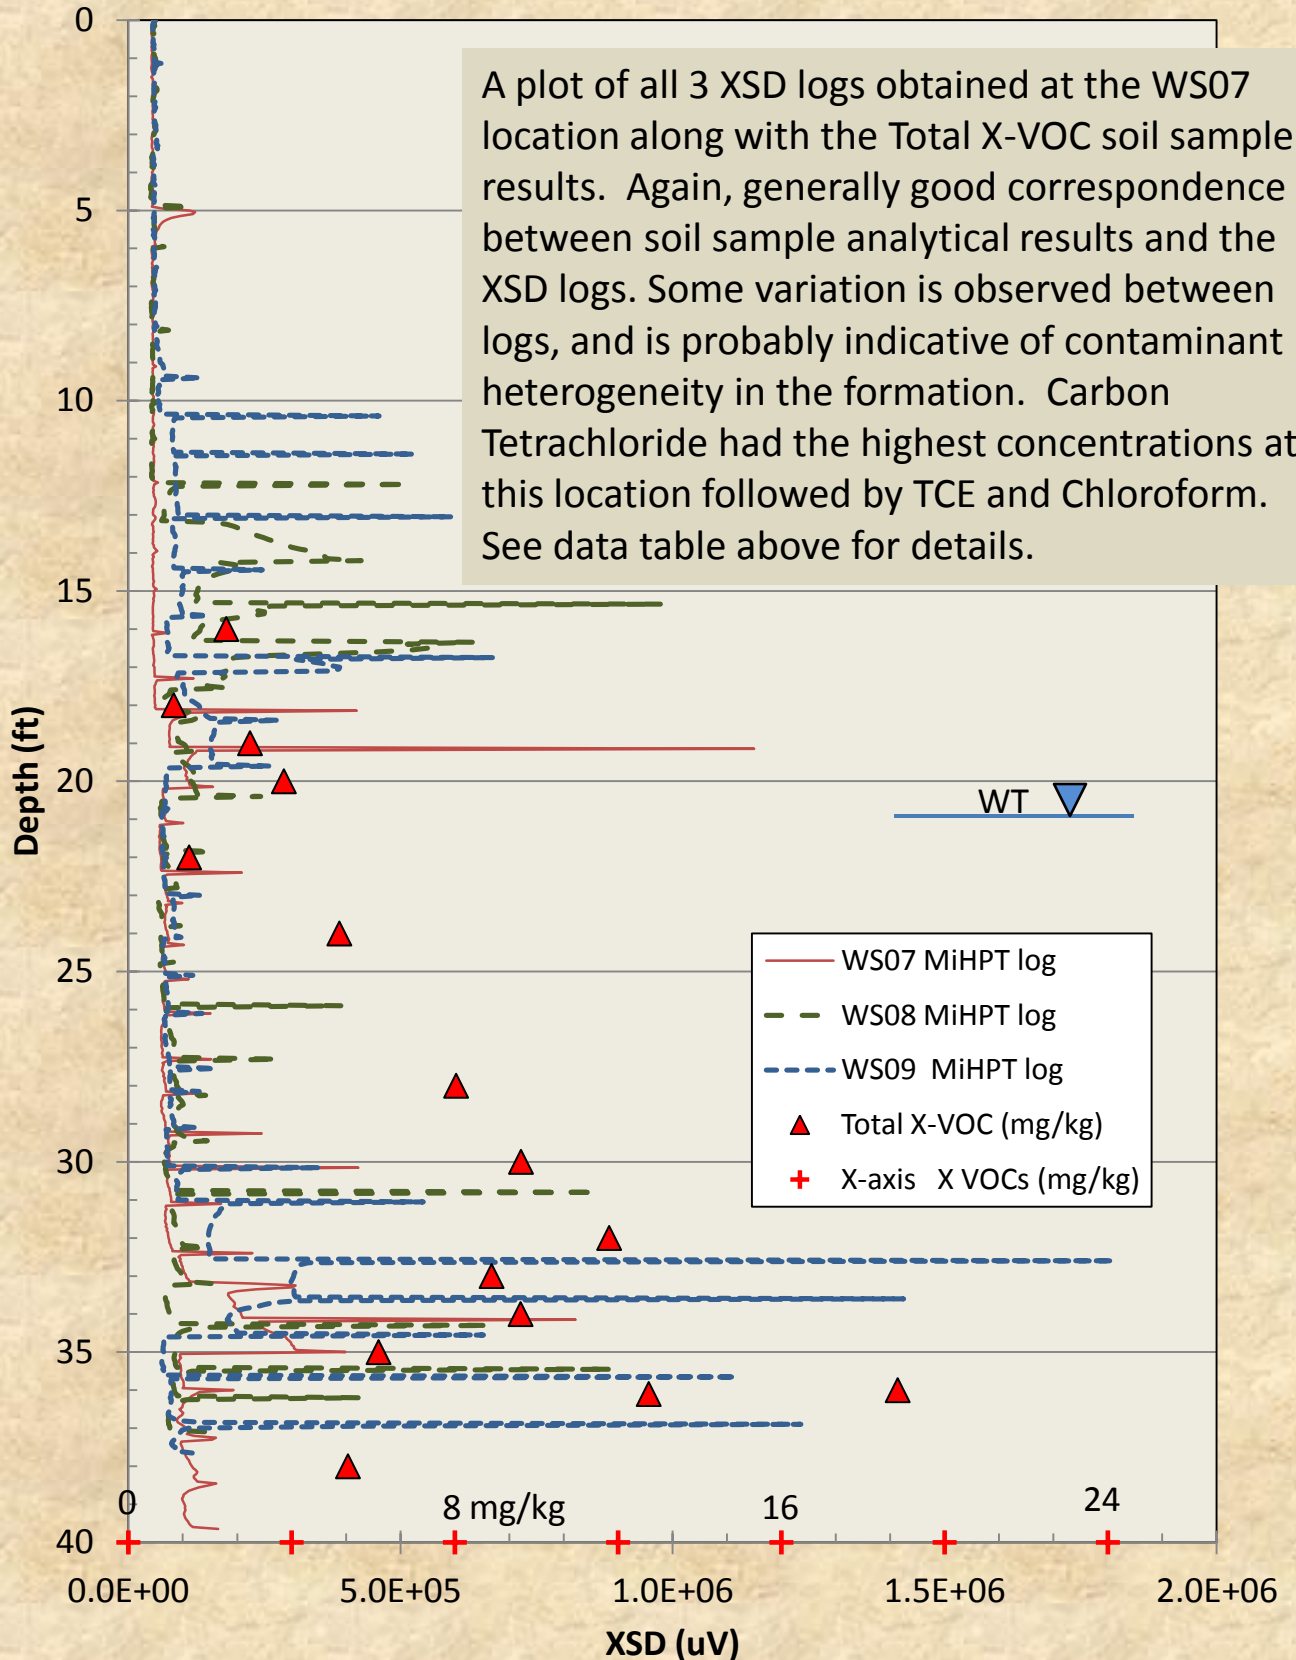 0
A plot of all 3 XSD logs obtained at the WS07
location along with the Total X-VOC soil sample
results. Again, generally good correspondence
between soil sample analytical results and the
XSD logs. Some variation is observed between
logs, and is probably indicative of contaminant
heterogeneity in the formation. Carbon
Tetrachloride had the highest concentrations at
this location followed by TCE and Chloroform.
See data table above for details.
5
10
15
20
25
30
35
40
Depth (ft)
WT
WS07 MiHPT log
WS08 MiHPT log
WS09 MiHPT log
Total X-VOC (mg/kg)
X-axis X VOCs (mg/kg)
0 8 mg/kg 16 24
0.0E+00 5.0E+05 1.0E+06 1.5E+06 2.0E+06
XSD (uV)